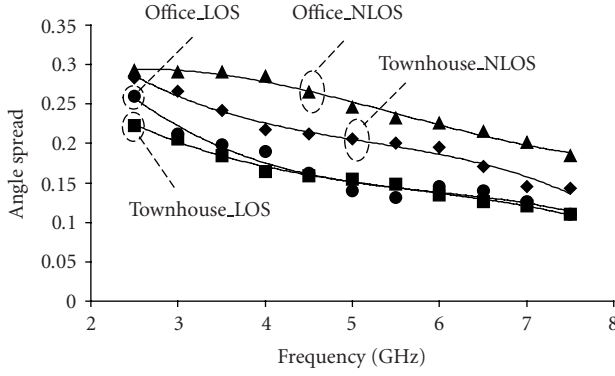 Office_LOS
Office_NLOS
Townhouse_NLOS
0.35
0.3
0.25
0.2
0.15
0.1
0.05
0
Angle spread
Townhouse_LOS
2
3
4
5
6
7
8
Frequency (GHz)